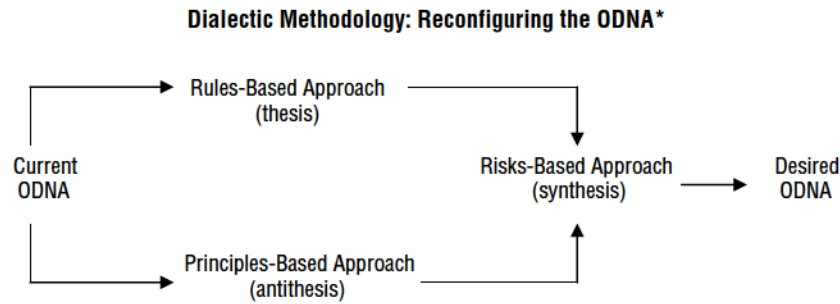 Dialectic Methodology: Reconfiguring the ODNA*
Rules-Based Approach
(thesis)
Current
ODNA
Risks-Based Approach
(synthesis)
Desired
ODNA
Principles-Based Approach
(antithesis)